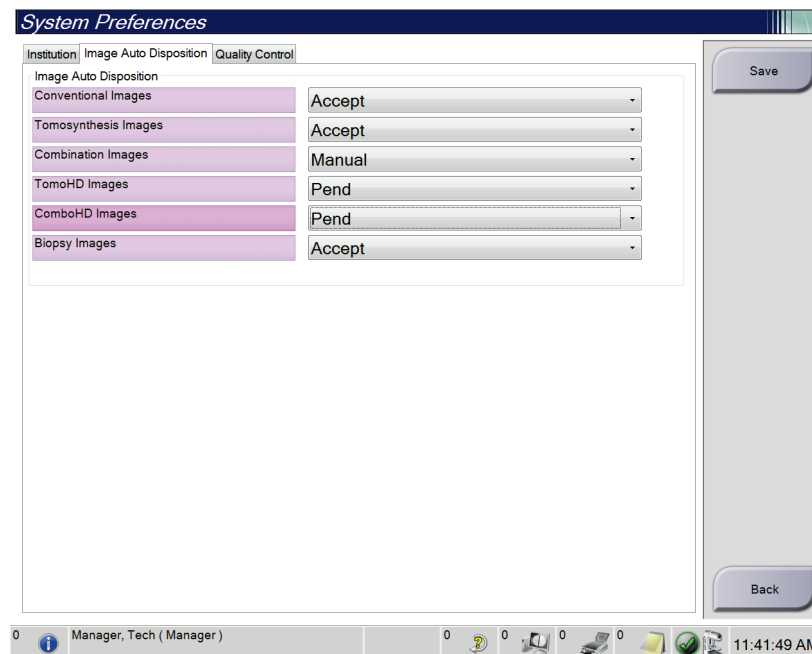 System Preferences
Institution Image Auto Disposition Quality Control
Image Auto Disposition
Conventional Images Accept
Tomosynthesis Images Accept
Combination Images Manual
TomoHD Images Pend
ComboHD Images Pend
Biopsy Images Accept
Save
Back
0 Manager, Tech ( Manager ) 0 0 0 0 11:41:49 AM